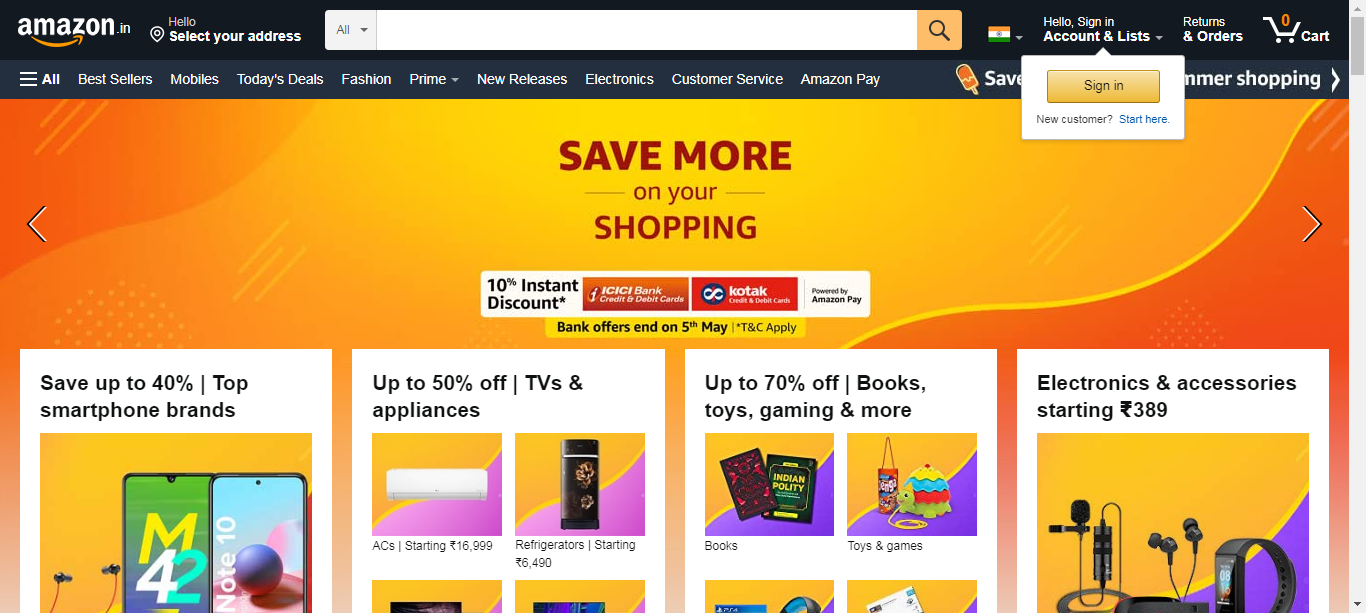 amazon.in
Hello
Select your address
All
Hello, Sign in
Account & Lists
Returns
& Orders
0
Cart
All
Best Sellers
Mobiles
Today's Deals
Fashion
Prime
New Releases
Electronics
Customer Service
Amazon Pay
Save
mmer shopping
Sign in
New customer? Start here.
SAVE MORE
on your
SHOPPING
10% Instant
Discount*
ICICI Bank
Credit & Debit Cards
kotak
Credit & Debit Cards
Powered by
Amazon Pay
Bank offers end on 5th May | *T&C Apply
Save up to 40% | Top
smartphone brands
M
42
Note 10
Up to 50% off | TVs &
appliances
ACs | Starting ₹16,999
Refrigerators | Starting
₹6,490
Up to 70% off | Books,
toys, gaming & more
INDIAN
POLITY
Books
Jenga
Toys & games
PS4
Electronics & accessories
starting ₹389